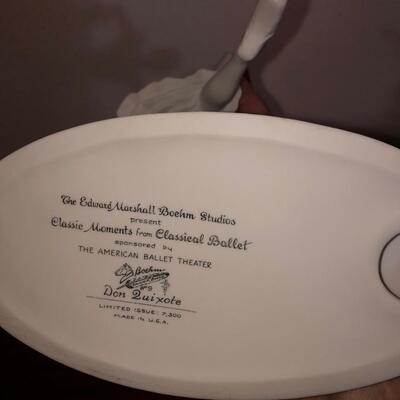 The Edward Marshall Boehm Studios
present
Classic Moments from Classical Ballet
sponsored by
THE AMERICAN BALLET THEATER
Boehm
Don Quixote
LIMITED ISSUE: 7,500
MADE IN U.S.A.